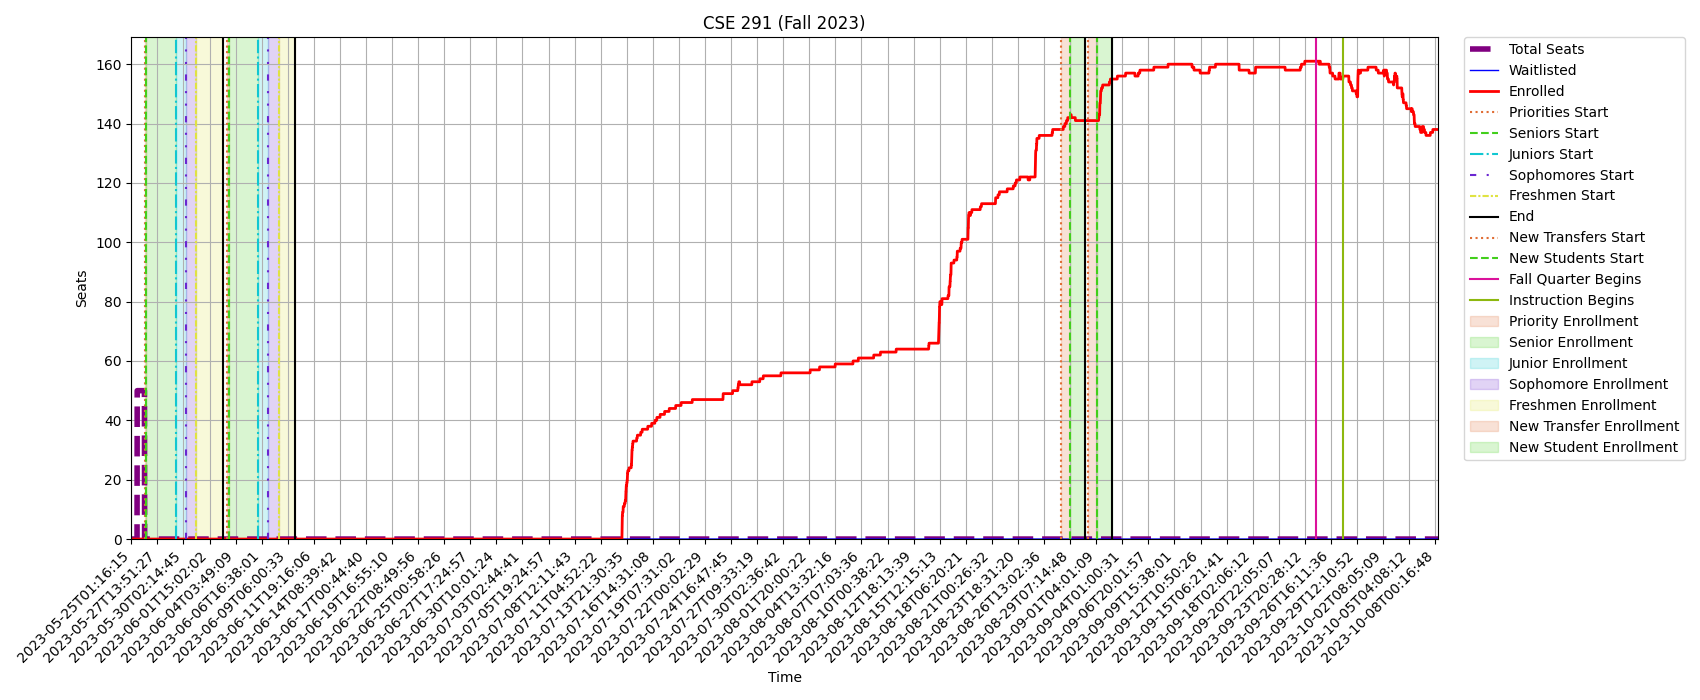 CSE 291 (Fall 2023)
Seats
160
140
120
100
80
60
40
20
0
2023-05-25T01:16:15
2023-05-27T13:51:27
2023-05-30T02:14:45
2023-06-01T15:02:02
2023-06-04T03:49:09
2023-06-06T16:38:01
2023-06-09T06:00:33
2023-06-11T19:16:06
2023-06-14T08:39:42
2023-06-17T00:44:40
2023-06-19T16:55:10
2023-06-22T08:49:56
2023-06-25T00:58:24
2023-06-27T17:24:57
2023-06-30T10:01:24
2023-07-03T02:44:41
2023-07-05T19:24:57
2023-07-08T12:11:43
2023-07-11T04:52:22
2023-07-13T21:30:35
2023-07-16T14:31:08
2023-07-19T07:31:02
2023-07-22T00:02:29
2023-07-24T16:47:45
2023-07-27T09:33:19
2023-07-30T02:36:42
2023-08-01T20:00:22
2023-08-04T13:32:16
2023-08-07T07:03:36
2023-08-10T00:38:22
2023-08-12T18:13:39
2023-08-15T12:15:13
2023-08-18T06:20:21
2023-08-21T00:26:32
2023-08-23T18:31:20
2023-08-26T13:02:36
2023-08-29T07:14:48
2023-09-01T04:01:09
2023-09-04T01:00:31
2023-09-06T20:01:57
2023-09-09T15:38:01
2023-09-12T10:50:26
2023-09-15T06:21:41
2023-09-18T02:06:12
2023-09-20T22:05:07
2023-09-23T20:28:12
2023-09-26T16:11:36
2023-09-29T12:10:52
2023-10-02T08:05:09
2023-10-05T04:08:12
2023-10-08T00:16:48
Time
Total Seats
Waitlisted
Enrolled
Priorities Start
Seniors Start
Juniors Start
Sophomores Start
Freshmen Start
End
New Transfers Start
New Students Start
Fall Quarter Begins
Instruction Begins
Priority Enrollment
Senior Enrollment
Junior Enrollment
Sophomore Enrollment
Freshmen Enrollment
New Transfer Enrollment
New Student Enrollment